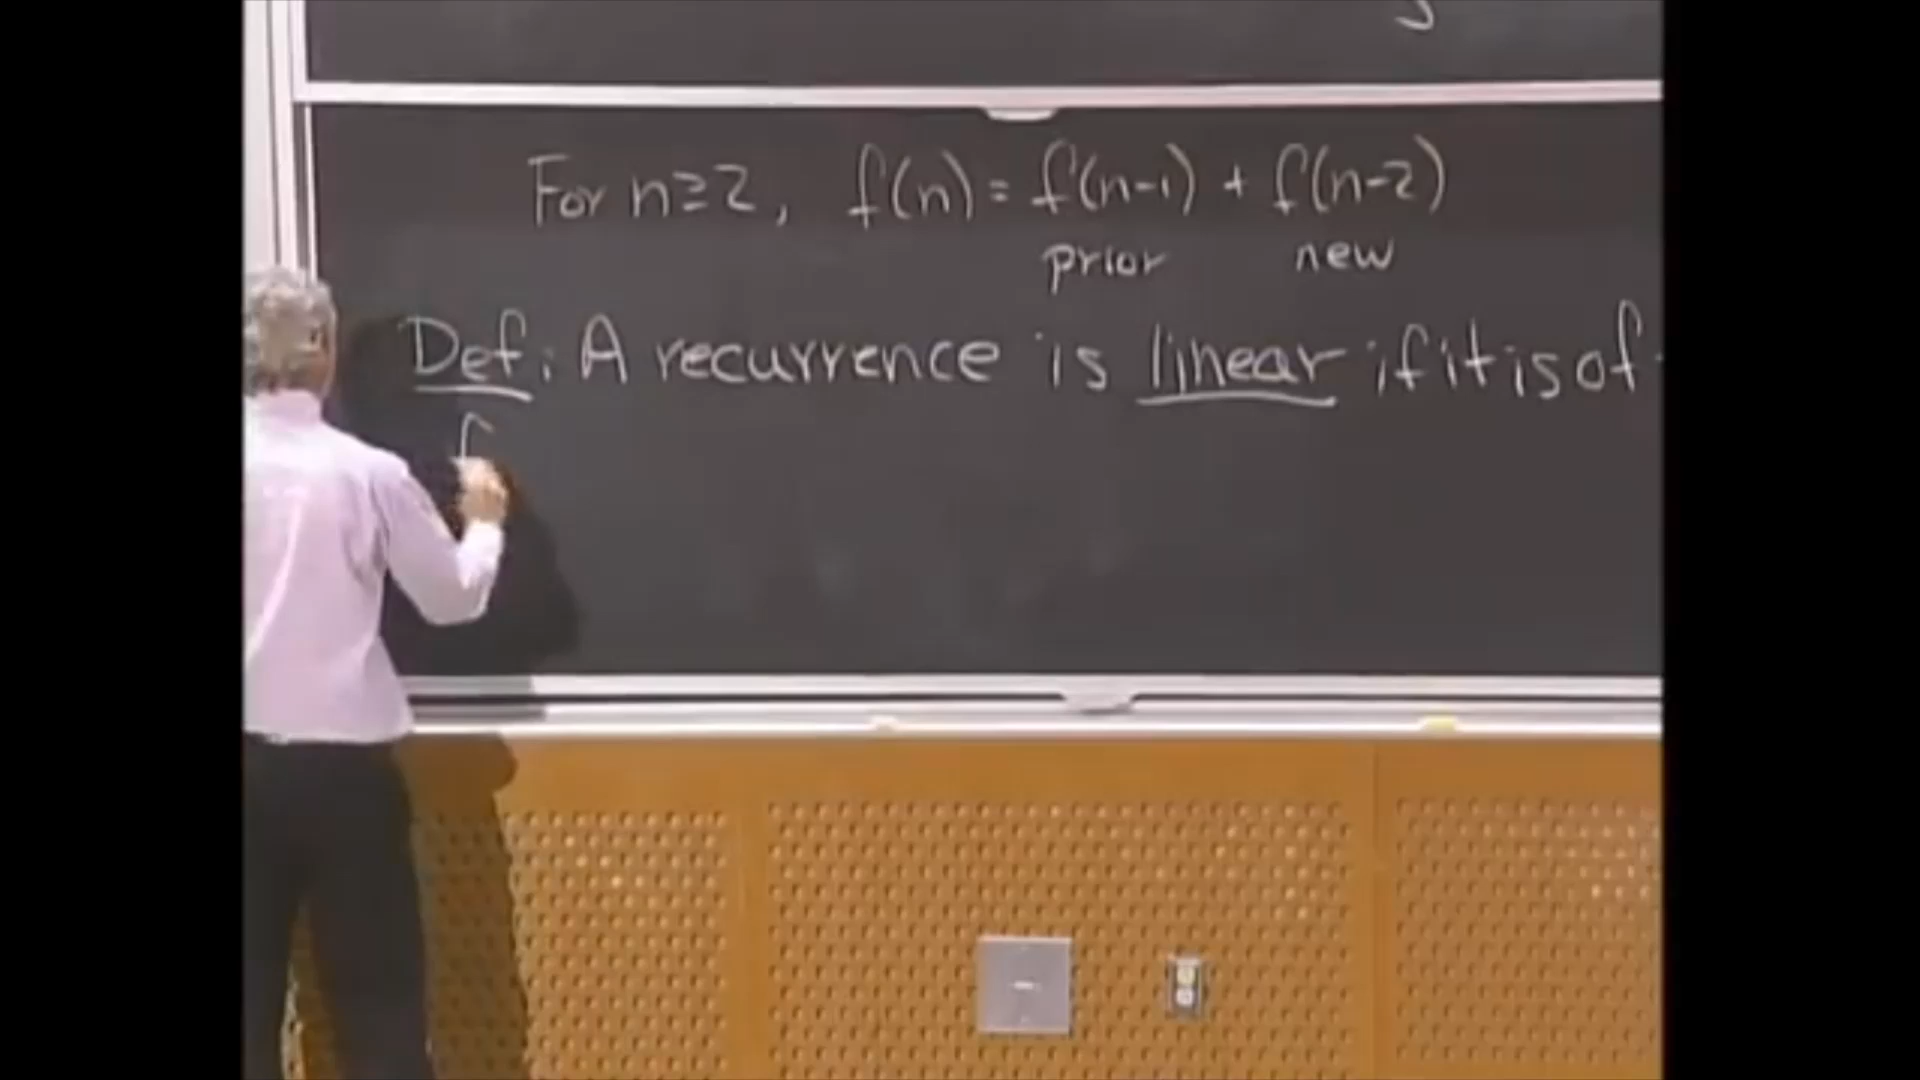 For n≥2, f(n) = f(n-1) + f(n-2)
prior new
Def: A recurrence is linear if it is of
f